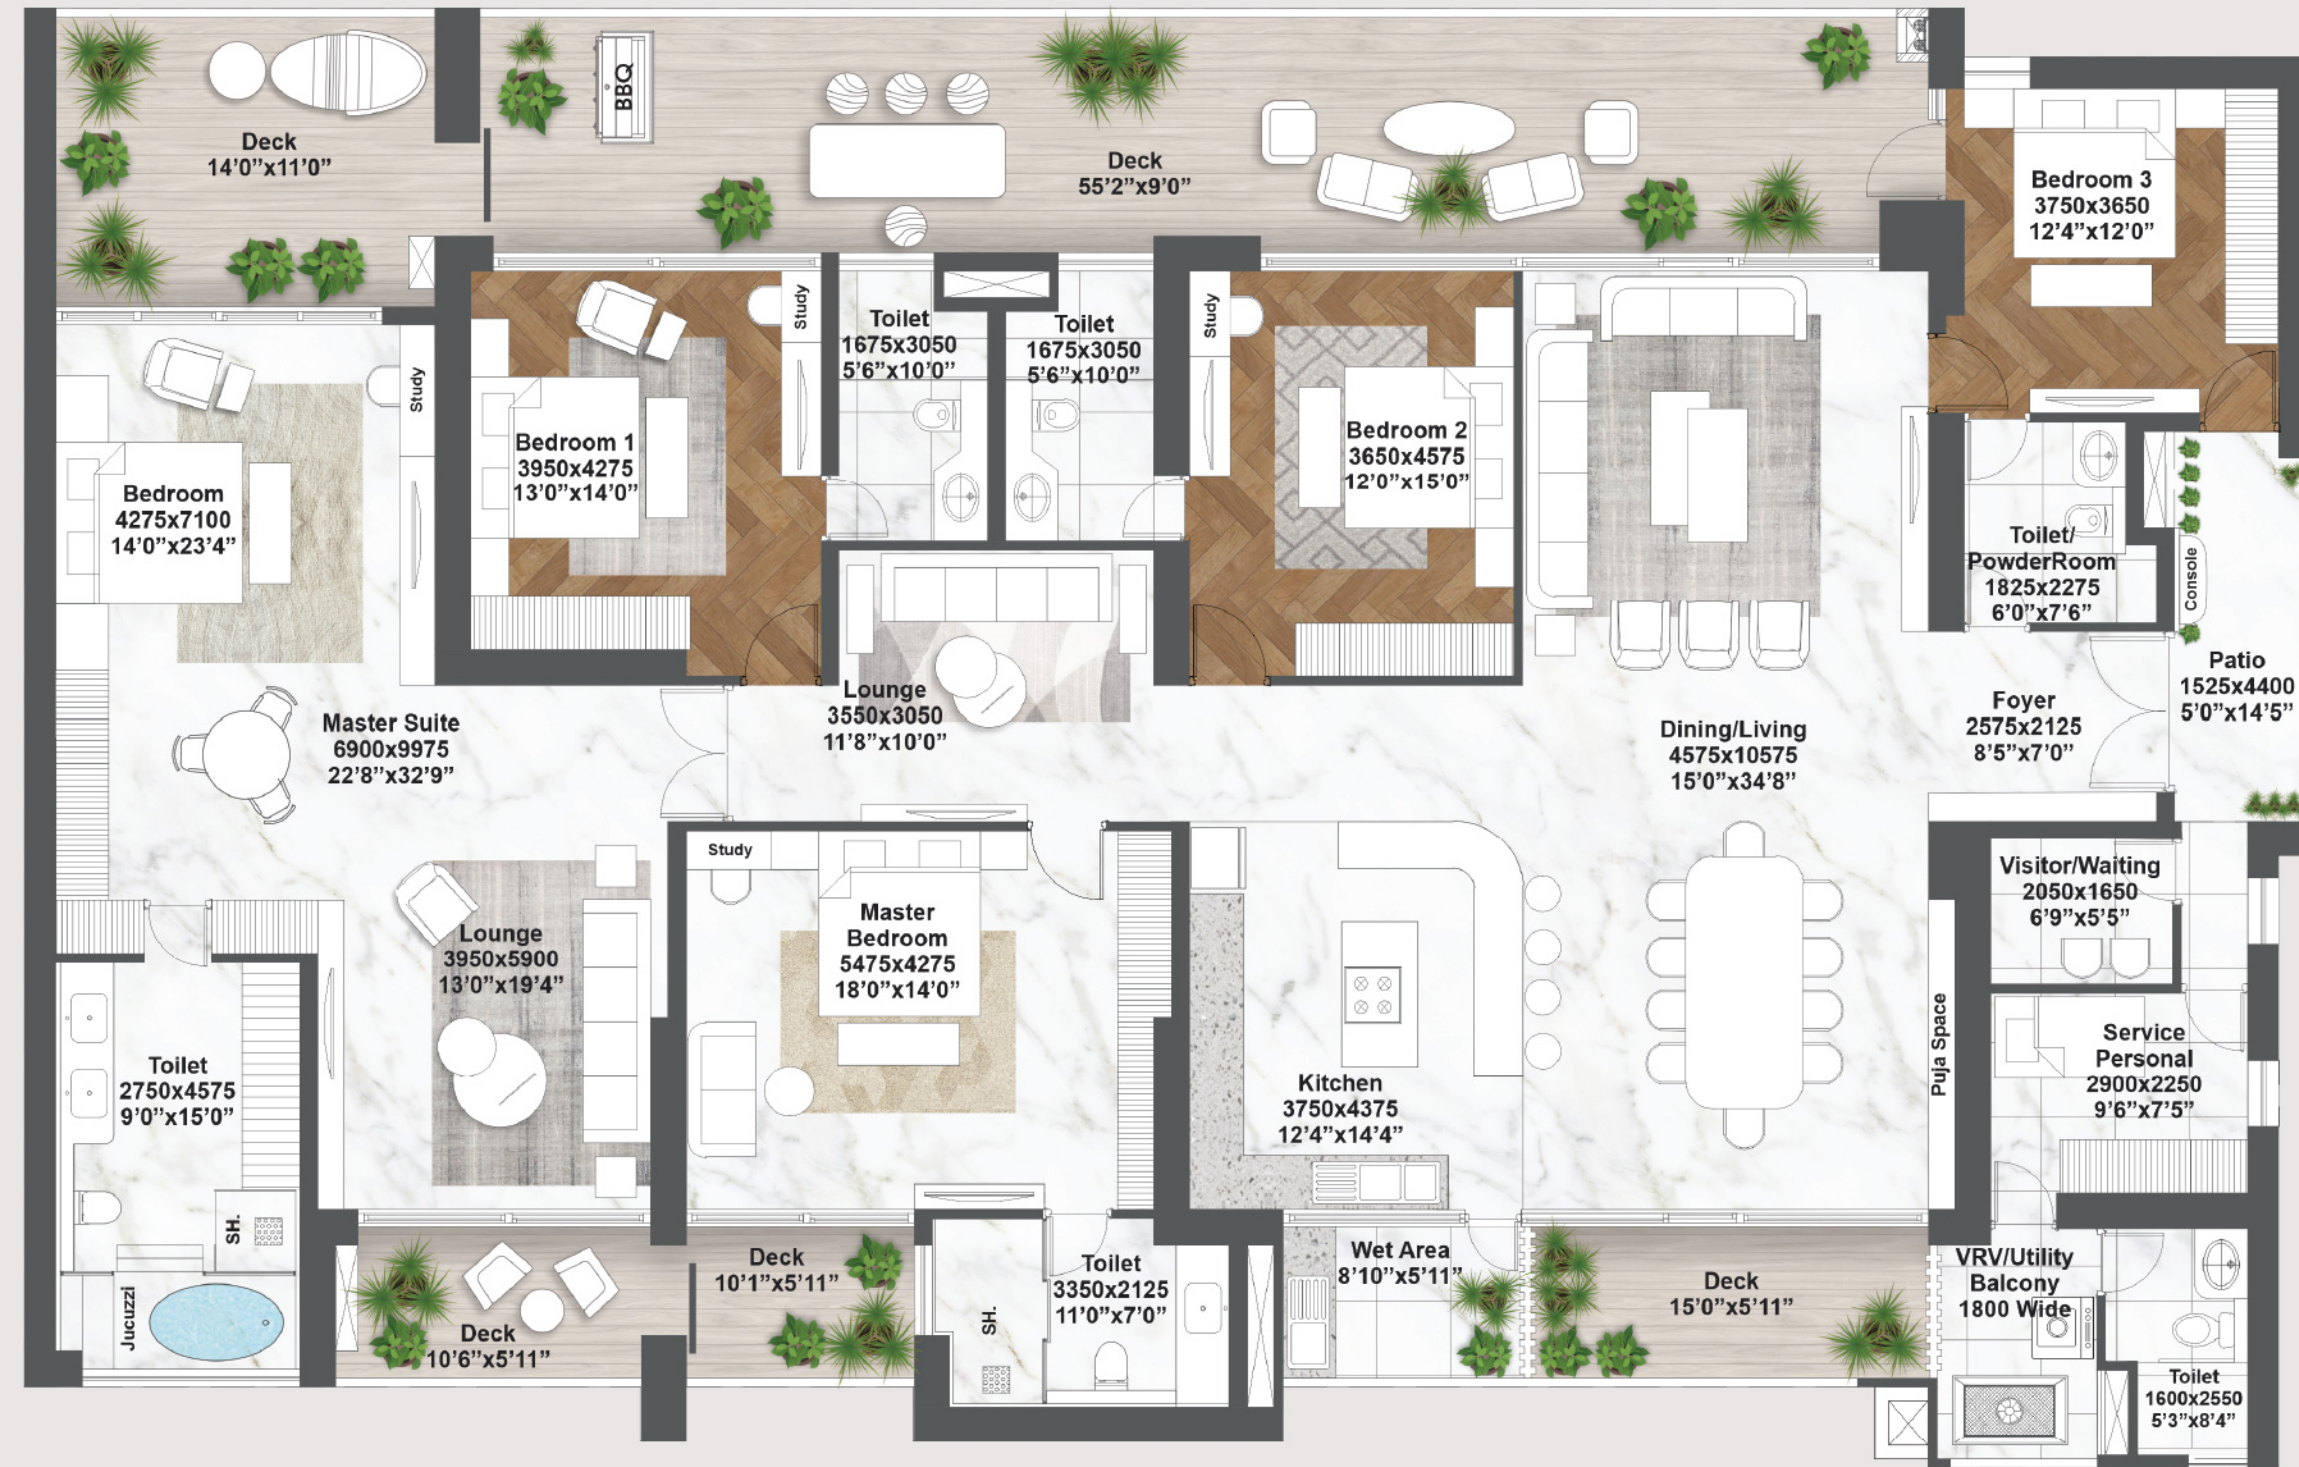 BBQ
Deck
14’0”x11’0”
Deck
55’2”x9’0”
Bedroom 3
3750x3650
12’4”x12’0”
Study
Toilet
1675x3050
5’6”x10’0”
Toilet
1675x3050
5’6”x10’0”
Study
Study
Bedroom 1
3950x4275
13’0”x14’0”
Bedroom 2
3650x4575
12’0”x15’0”
Bedroom
4275x7100
14’0”x23’4”
Toilet/
PowderRoom
1825x2275
6’0”x7’6”
Console
Patio
1525x4400
5’0”x14’5”
Lounge
3550x3050
11’8”x10’0”
Master Suite
6900x9975
22’8”x32’9”
Dining/Living
4575x10575
15’0”x34’8”
Foyer
2575x2125
8’5”x7’0”
Study
Visitor/Waiting
2050x1650
6’9”x5’5”
Master
Bedroom
5475x4275
18’0”x14’0”
Lounge
3950x5900
13’0”x19’4”
Puja Space
Service
Personal
2900x2250
9’6”x7’5”
Toilet
2750x4575
9’0”x15’0”
Kitchen
3750x4375
12’4”x14’4”
SH.
Jucuzzi
Deck
10’6”x5’11”
Deck
10’1”x5’11”
SH.
Toilet
3350x2125
11’0”x7’0”
Wet Area
8’10”x5’11”
Deck
15’0”x5’11”
VRV/Utility
Balcony
1800 Wide
Toilet
1600x2550
5’3”x8’4”